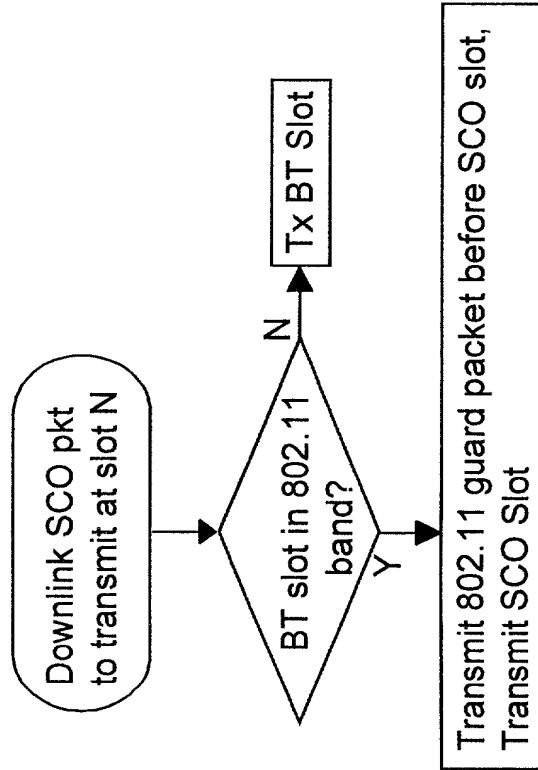 Downlink SCO pkt
to transmit at slot N
BT slot in 802.11
band?
N
Tx BT Slot
Y
Transmit 802.11 guard packet before SCO slot,
Transmit SCO Slot